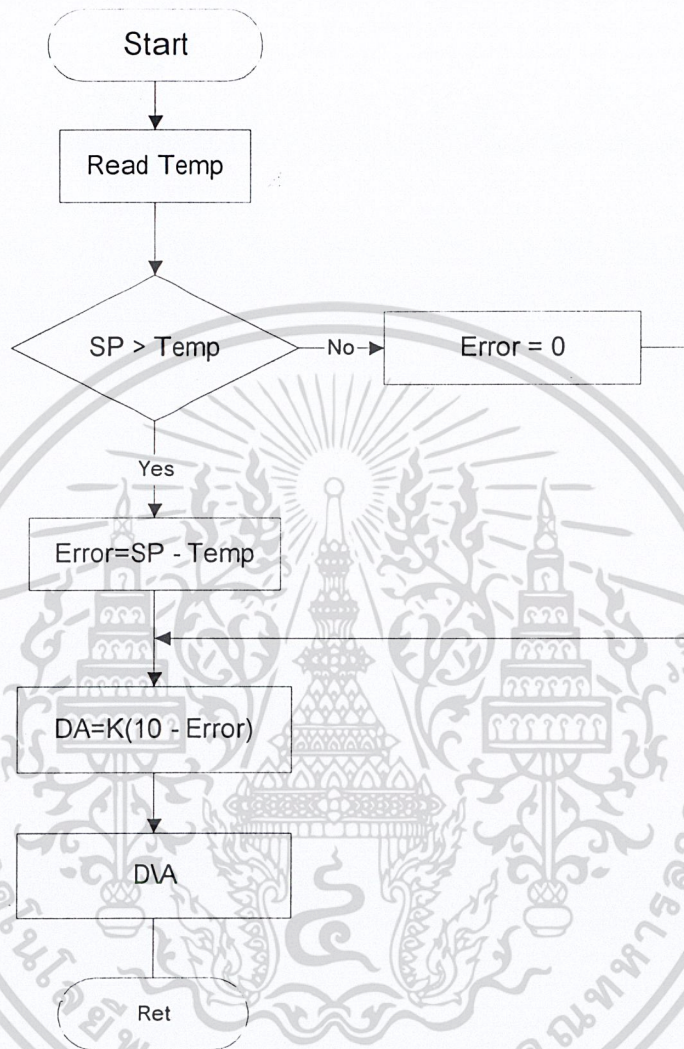 Start
Read Temp
SP > Temp
No
Error = 0
Yes
Error=SP - Temp
DA=K(10 - Error)
D\A
Ret